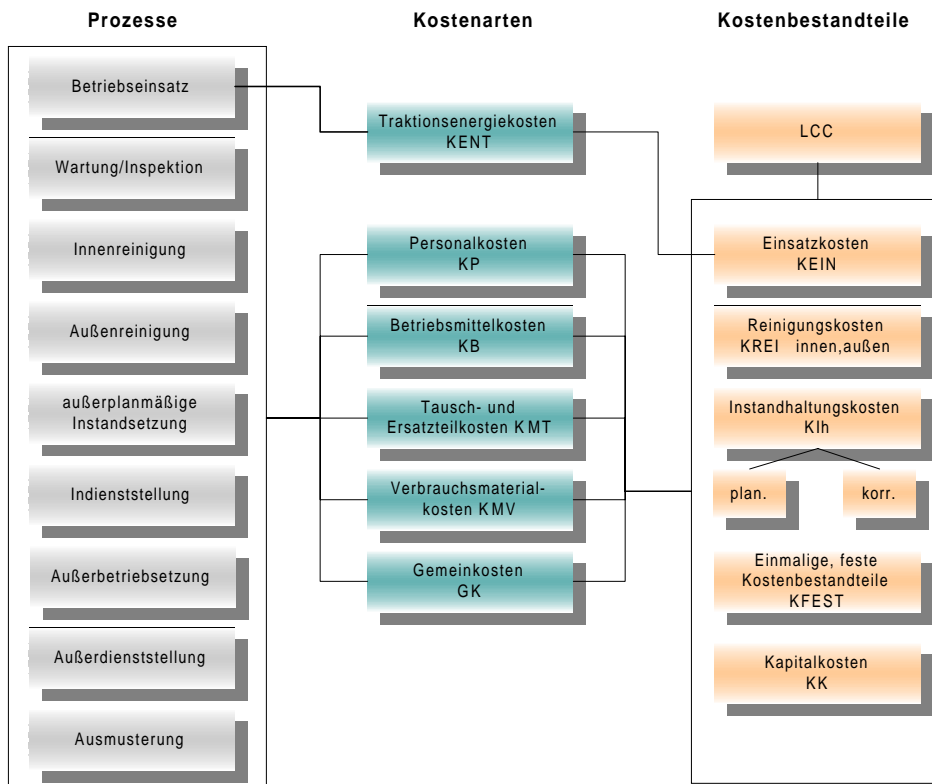 Prozesse
Betriebseinsatz
Wartung/Inspektion
Innenreinigung
Außenreinigung
außerplanmäßige
Instandsetzung
Indienststellung
Außerbetriebsetzung
Außerdienststellung
Ausmusterung
Kostenarten
Traktionsenergiekosten
KENT
Personalkosten
KP
Betriebsmittelkosten
KB
Tausch- und
Ersatzteilkosten KMT
Verbrauchsmaterial-
kosten KMV
Gemeinkosten
GK
Kostenbestandteile
LCC
Einsatzkosten
KEIN
Reinigungskosten
KREI innen,außen
Instandhaltungskosten
KIh
plan.
korr.
Einmalige, feste
Kostenbestandteile
KFEST
Kapitalkosten
KK